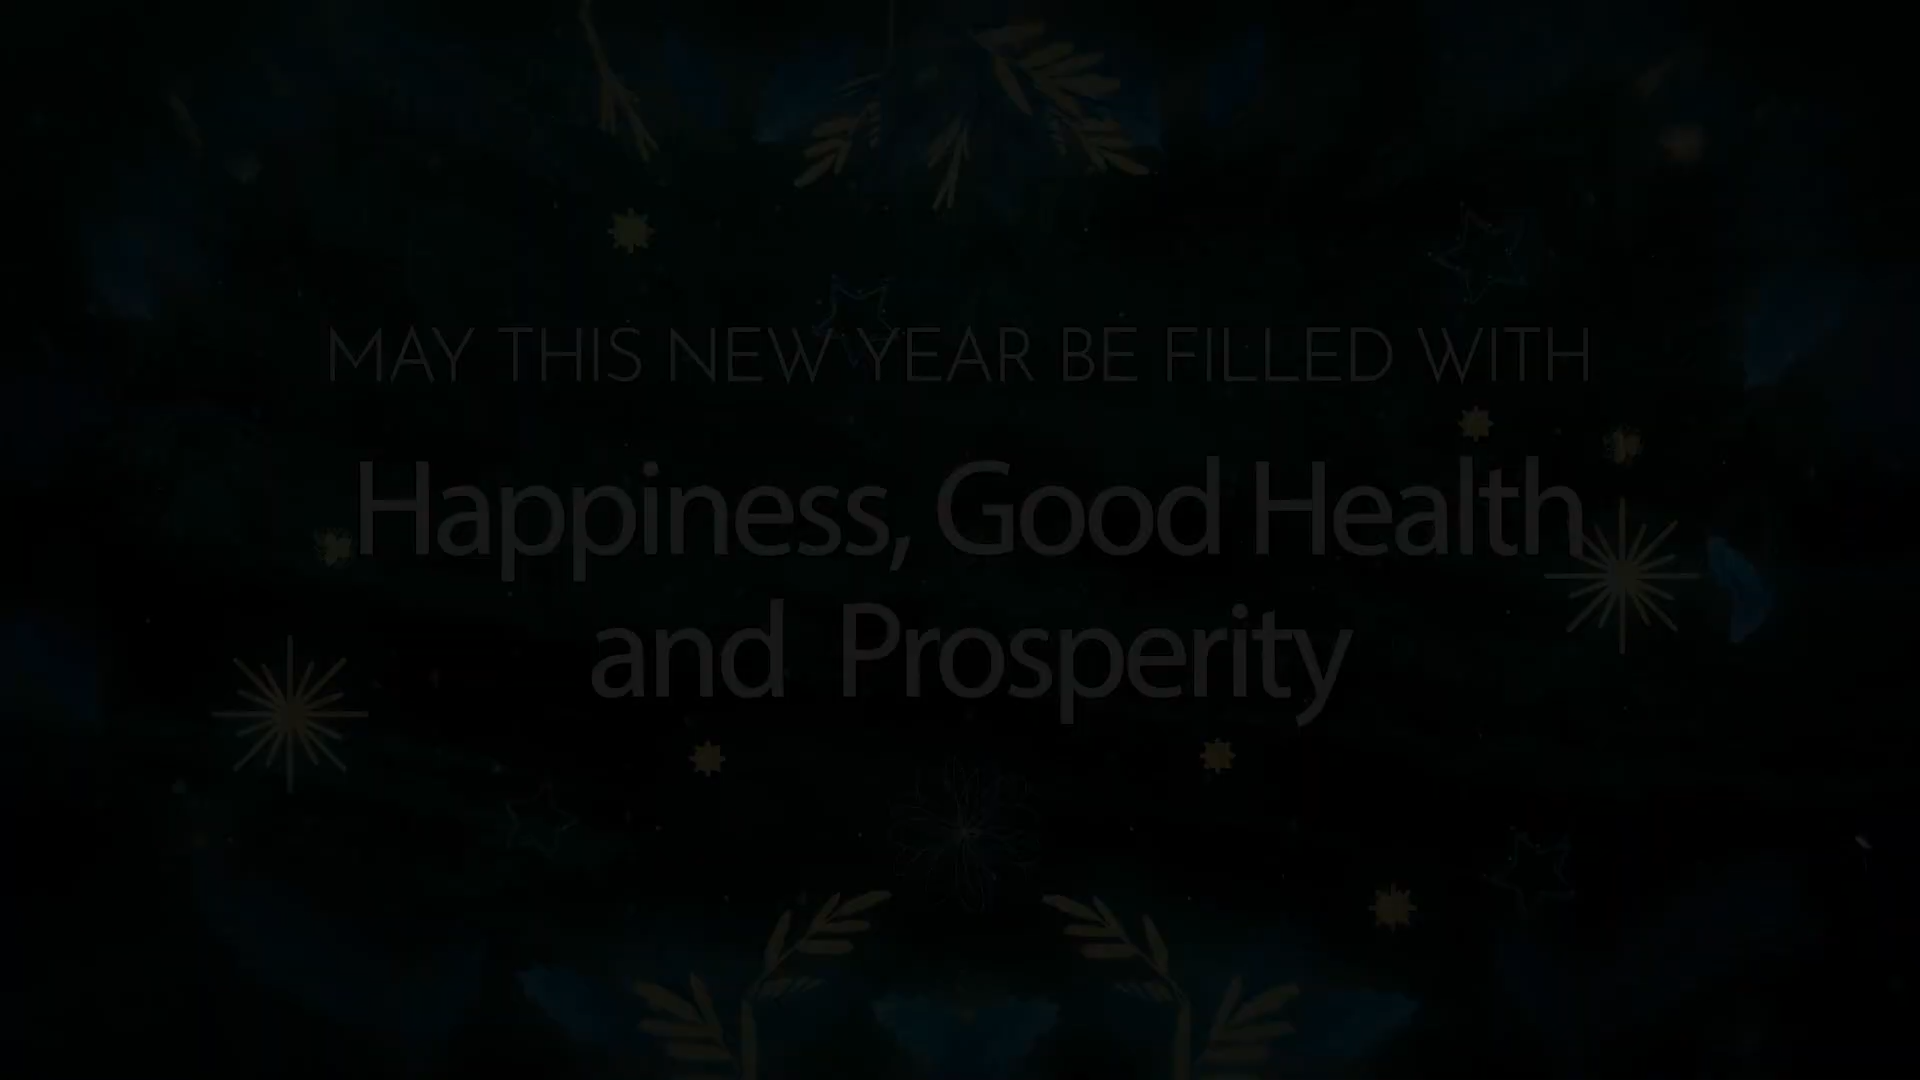 MAY THIS NEW YEAR BE FILLED WITH
Happiness, Good Health
and Prosperity